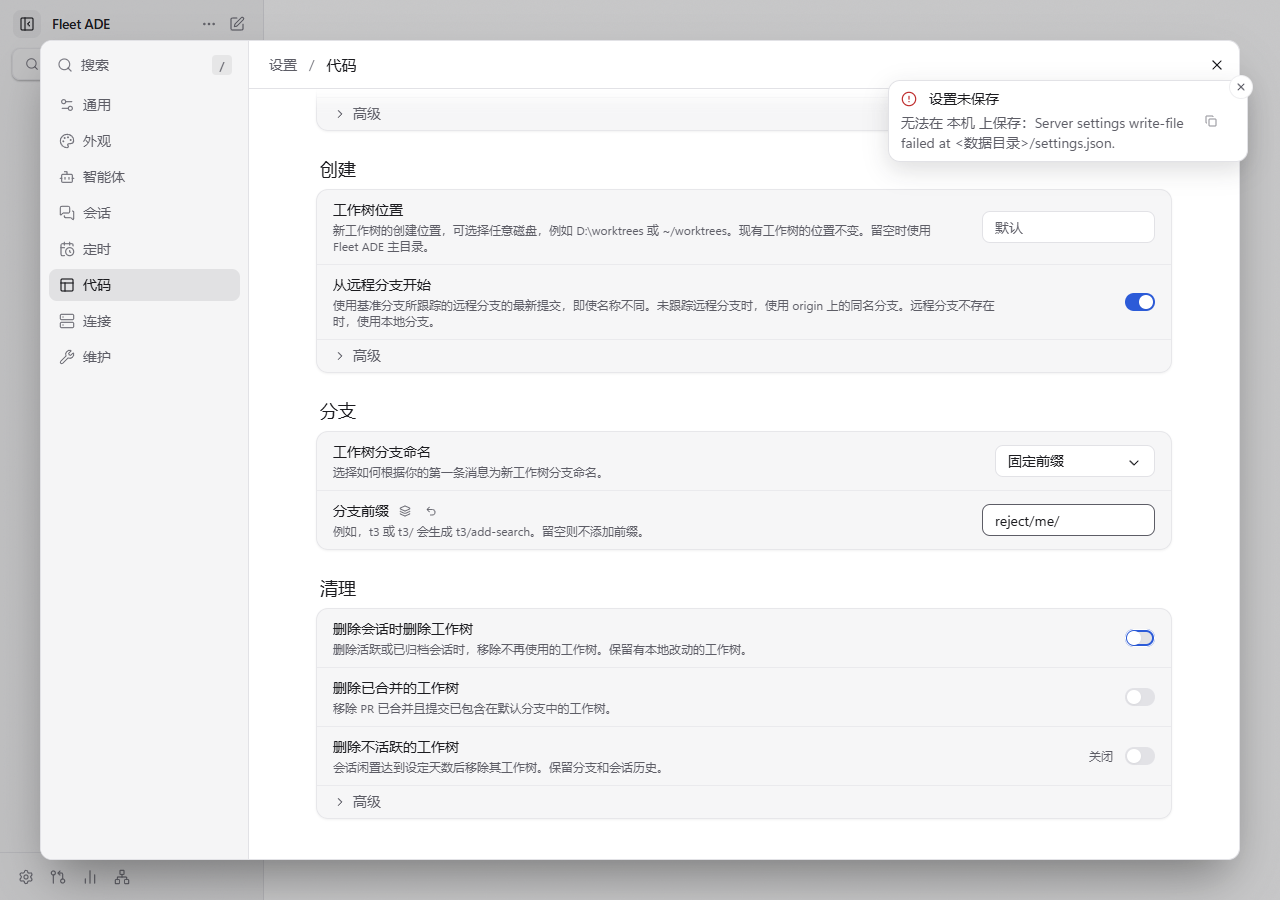 Fleet ADE
搜索
/
通用
外观
智能体
会话
定时
代码
连接
维护
设置 / 代码
设置未保存
无法在 本机 上保存：Server settings write-file
failed at <数据目录>/settings.json.
高级
创建
工作树位置
新工作树的创建位置，可选择任意磁盘，例如 D:\worktrees 或 ~/worktrees。现有工作树的位置不变。留空时使用
Fleet ADE 主目录。
默认
从远程分支开始
使用基准分支所跟踪的远程分支的最新提交，即使名称不同。未跟踪远程分支时，使用 origin 上的同名分支。远程分支不存在
时，使用本地分支。
高级
分支
工作树分支命名
选择如何根据你的第一条消息为新工作树分支命名。
固定前缀
分支前缀
例如，t3 或 t3/ 会生成 t3/add-search。留空则不添加前缀。
reject/me/
清理
删除会话时删除工作树
删除活跃或已归档会话时，移除不再使用的工作树。保留有本地改动的工作树。
删除已合并的工作树
移除 PR 已合并且提交已包含在默认分支中的工作树。
删除不活跃的工作树
会话闲置达到设定天数后移除其工作树。保留分支和会话历史。
关闭
高级